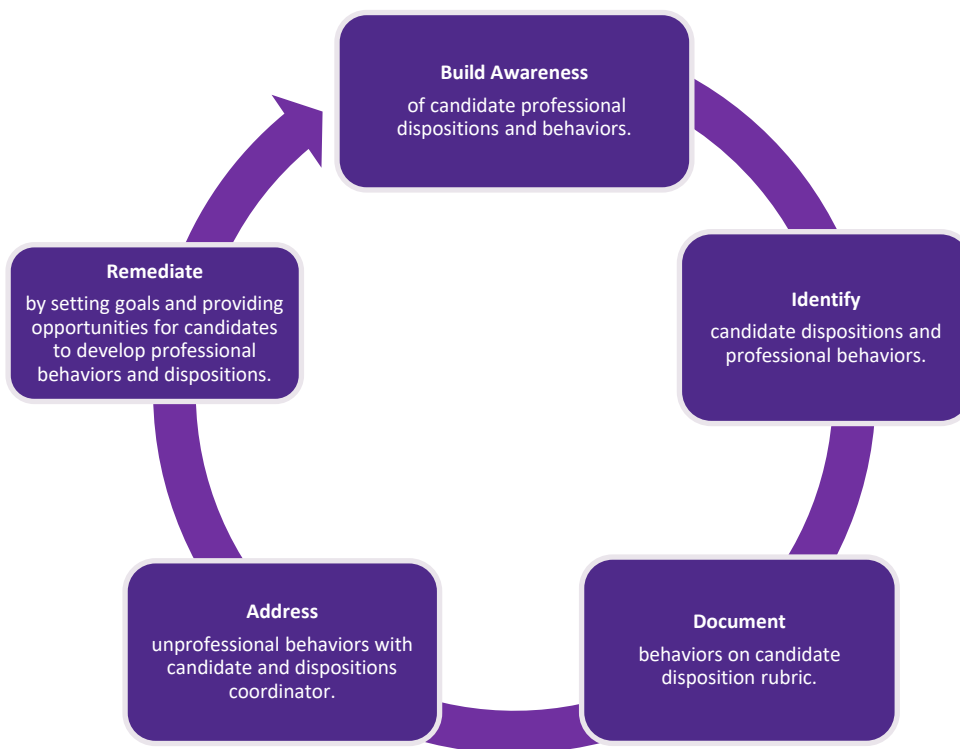 Build Awareness
of candidate professional
dispositions and behaviors.
Identify
candidate dispositions and
professional behaviors.
Document
behaviors on candidate
disposition rubric.
Address
unprofessional behaviors with
candidate and dispositions
coordinator.
Remediate
by setting goals and providing
opportunities for candidates
to develop professional
behaviors and dispositions.